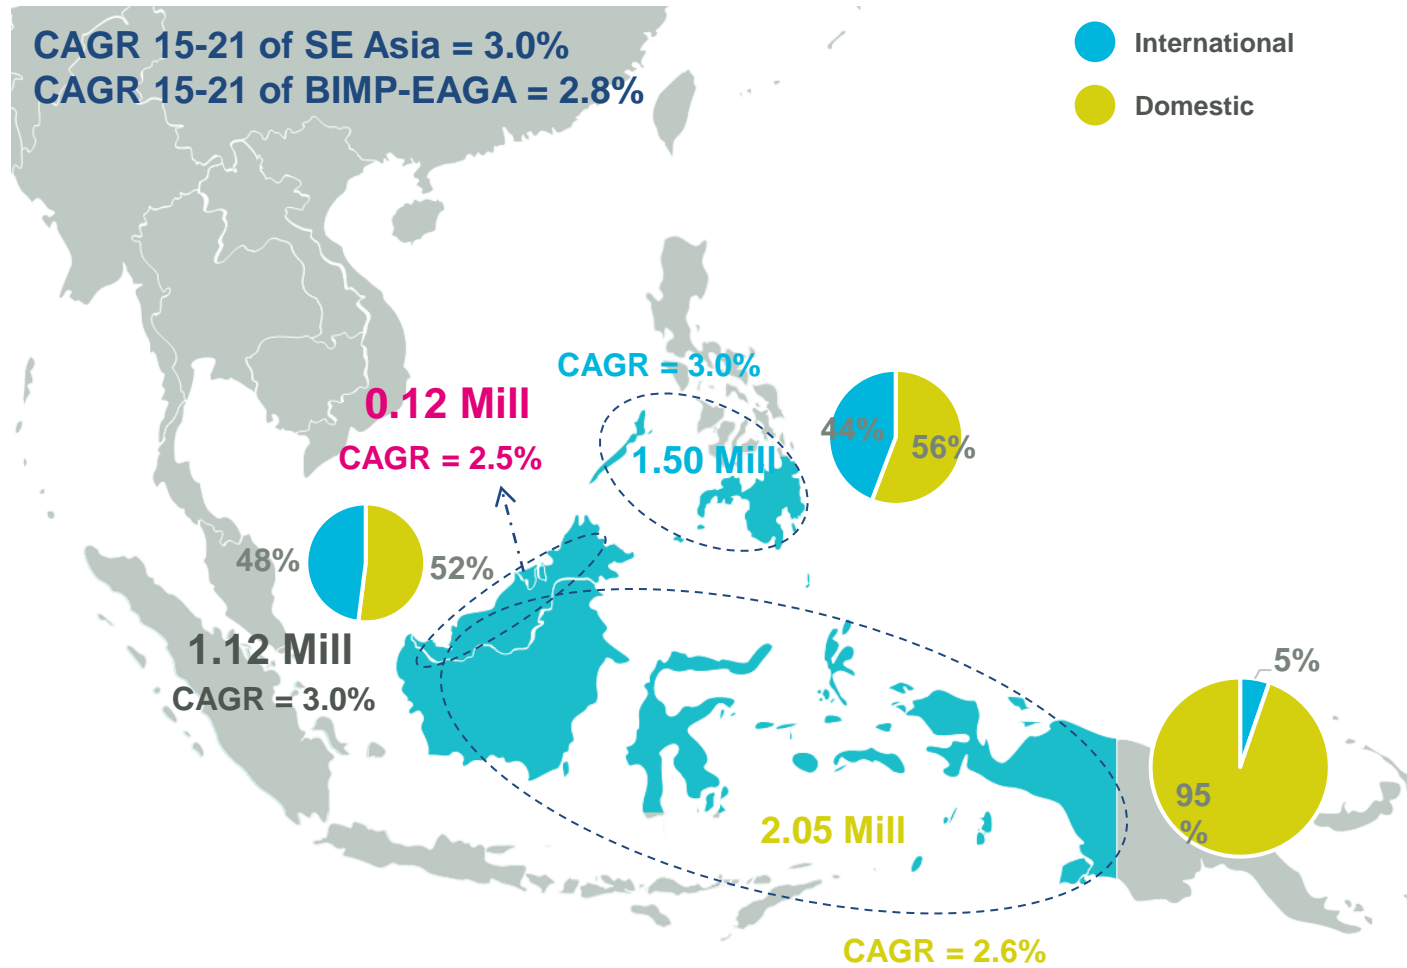 CAGR 15-21 of SE Asia = 3.0%
CAGR 15-21 of BIMP-EAGA = 2.8%
International
Domestic
CAGR = 3.0%
0.12 Mill
CAGR = 2.5%
1.50 Mill
44%
56%
48%
52%
1.12 Mill
CAGR = 3.0%
5%
95
%
2.05 Mill
CAGR = 2.6%